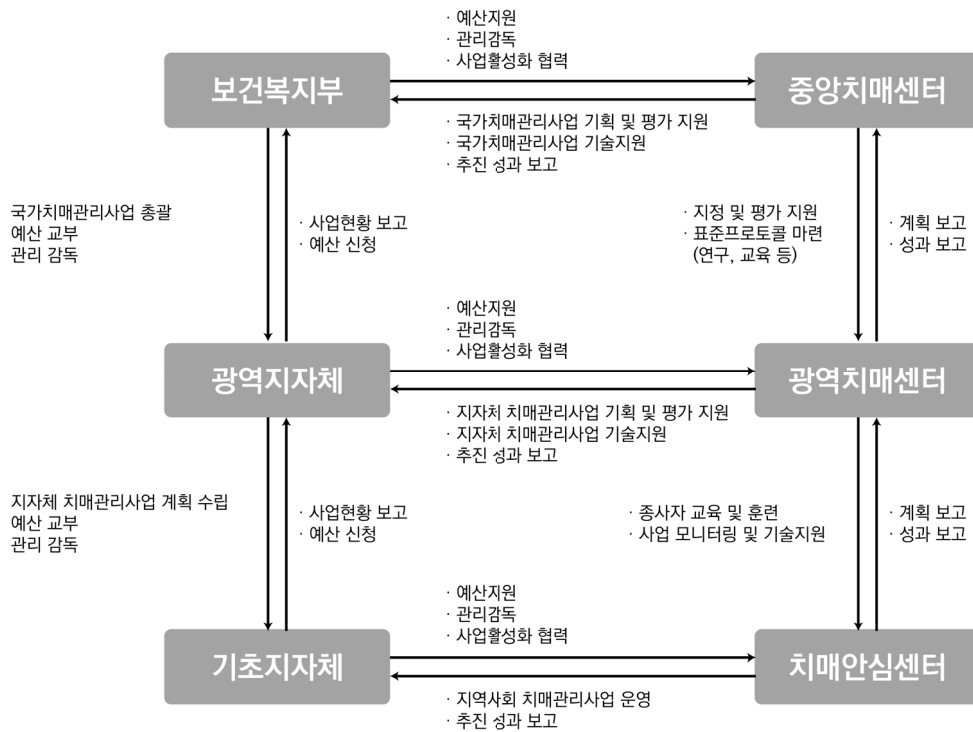 · 예산지원
· 관리감독
· 사업활성화 협력
보건복지부
중앙치매센터
· 국가치매관리사업 기획 및 평가 지원
· 국가치매관리사업 기술지원
· 추진 성과 보고
국가치매관리사업 총괄
예산 교부
관리 감독
· 사업현황 보고
· 예산 신청
· 지정 및 평가 지원
· 표준프로토콜 마련
(연구, 교육 등)
· 계획 보고
· 성과 보고
· 예산지원
· 관리감독
· 사업활성화 협력
광역지자체
광역치매센터
· 지자체 치매관리사업 기획 및 평가 지원
· 지자체 치매관리사업 기술지원
· 추진 성과 보고
지자체 치매관리사업 계획 수립
예산 교부
관리 감독
· 사업현황 보고
· 예산 신청
· 종사자 교육 및 훈련
· 사업 모니터링 및 기술지원
· 계획 보고
· 성과 보고
· 예산지원
· 관리감독
· 사업활성화 협력
기초지자체
치매안심센터
· 지역사회 치매관리사업 운영
· 추진 성과 보고